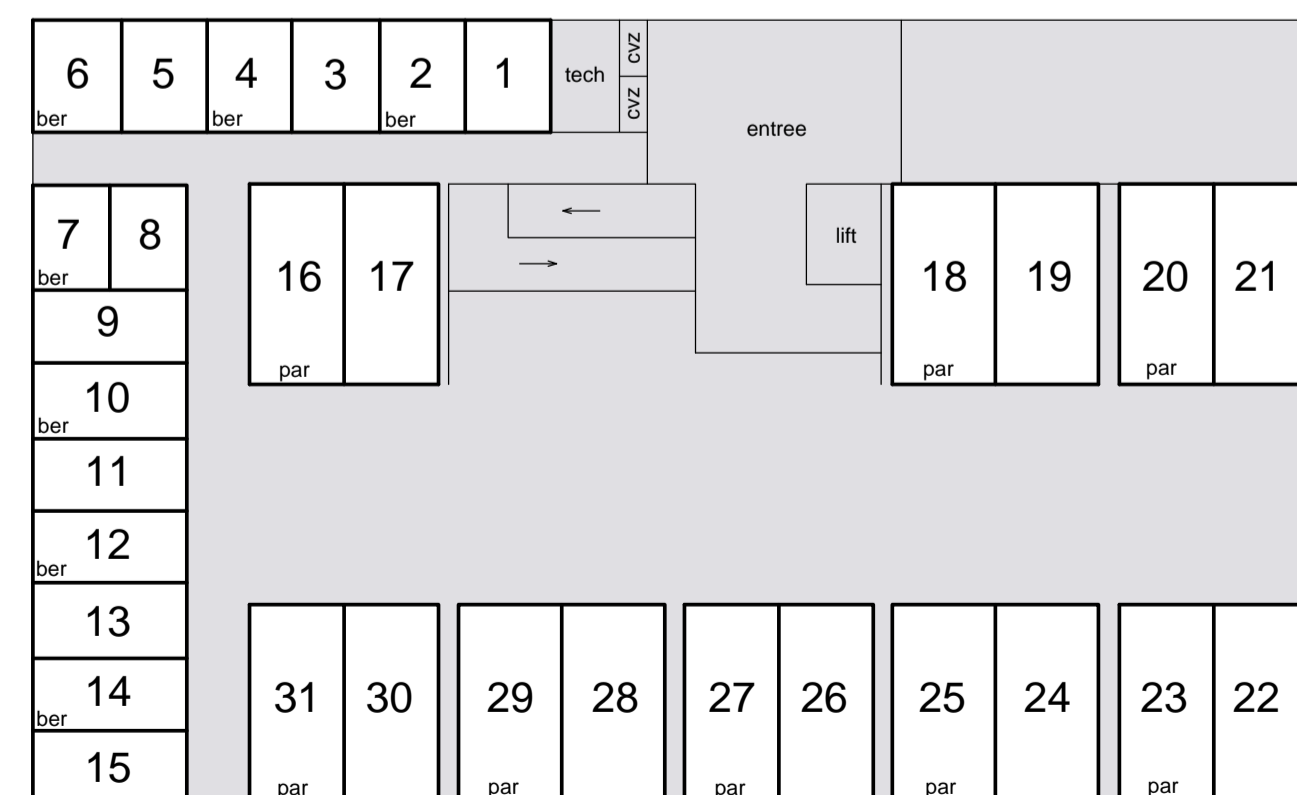 6 5 4 3 2 1 tech cvz
cvz
ber ber ber
entree
7 8
ber
lift
16 17 18 19 20 21
9
par par par
10
ber
11
12
ber
13
14
ber
31 30 29 28 27 26 25 24 23 22
15
par par par par par